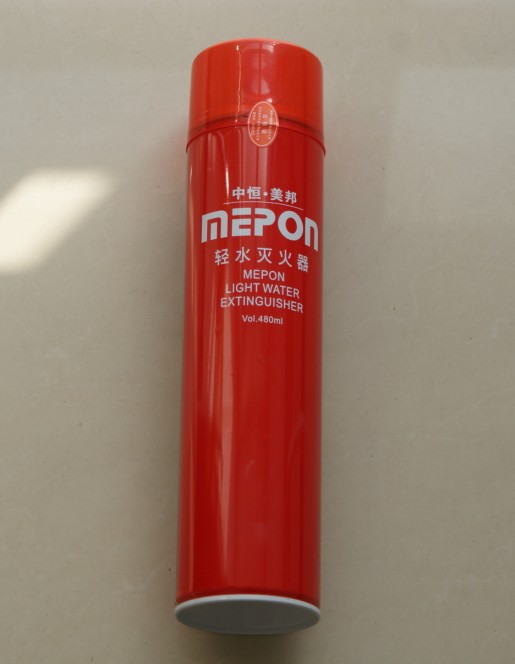 中恒·美邦
MEPON
轻水灭火器
MEPON
LIGHT WATER
EXTINGUISHER
Vol.480ml